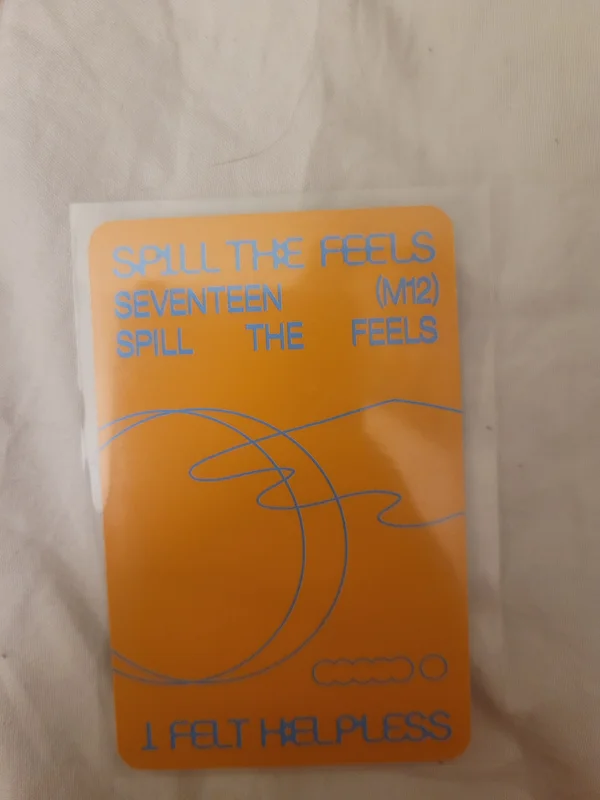 SPILL THE FEELS
SEVENTEEN (M12)
SPILL THE FEELS
I FELT HELPLESS